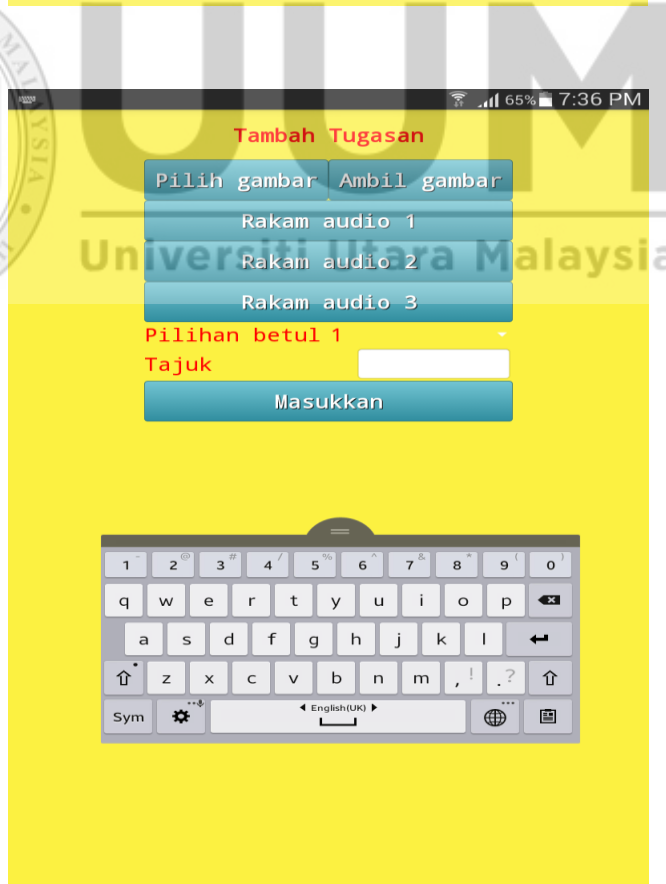 UUM
MALAYSIA
Universiti Utara Malaysia
65% 7:36 PM
Tambah Tugasan
Pilih gambar Ambil gambar
Rakam audio 1
Rakam audio 2
Rakam audio 3
Pilihan betul 1
Tajuk
Masukkan
1 - 2 @ 3 # 4 / 5 % 6 ^ 7 & 8 * 9 ( 0 )
q w e r t y u i o p
a s d f g h j k l
z x c v b n m , ! . ?
Sym English(UK)